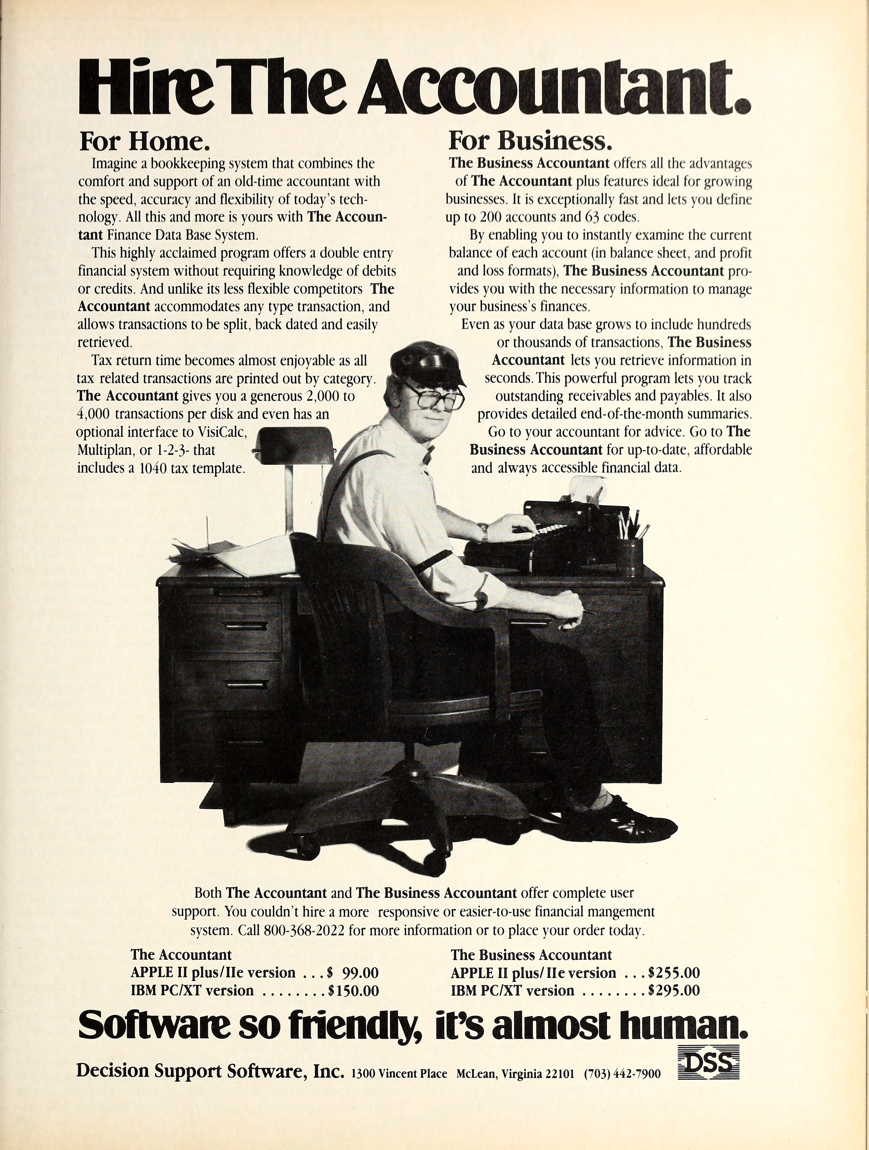 Hire The Accountant.
For Home.
Imagine a bookkeeping system that combines the
comfort and support of an old-time accountant with
the speed, accuracy and flexibility of today's tech-
nology. All this and more is yours with The Accoun-
tant Finance Data Base System.
This highly acclaimed program offers a double entry
financial system without requiring knowledge of debits
or credits. And unlike its less flexible competitors The
Accountant accommodates any type transaction, and
allows transactions to be split, back dated and easily
retrieved.
Tax return time becomes almost enjoyable as all
tax related transactions are printed out by category.
The Accountant gives you a generous 2,000 to
4,000 transactions per disk and even has an
optional interface to VisiCalc,
Multiplan, or 1-2-3- that
includes a 1040 tax template.
For Business.
The Business Accountant offers all the advantages
of The Accountant plus features ideal for growing
businesses. It is exceptionally fast and lets you define
up to 200 accounts and 63 codes.
By enabling you to instantly examine the current
balance of each account (in balance sheet, and profit
and loss formats), The Business Accountant pro-
vides you with the necessary information to manage
your business's finances.
Even as your data base grows to include hundreds
or thousands of transactions, The Business
Accountant lets you retrieve information in
seconds. This powerful program lets you track
outstanding receivables and payables. It also
provides detailed end-of-the-month summaries.
Go to your accountant for advice. Go to The
Business Accountant for up-to-date, affordable
and always accessible financial data.
Both The Accountant and The Business Accountant offer complete user
support. You couldn't hire a more responsive or easier-to-use financial mangement
system. Call 800-368-2022 for more information or to place your order today.
The Accountant
APPLE II plus/IIe version ...$ 99.00
IBM PC/XT version ........$150.00
The Business Accountant
APPLE II plus/IIe version ...$255.00
IBM PC/XT version ........$295.00
Software so friendly, it's almost human.
Decision Support Software, Inc. 1300 Vincent Place McLean, Virginia 22101 (703) 442-7900
DSS